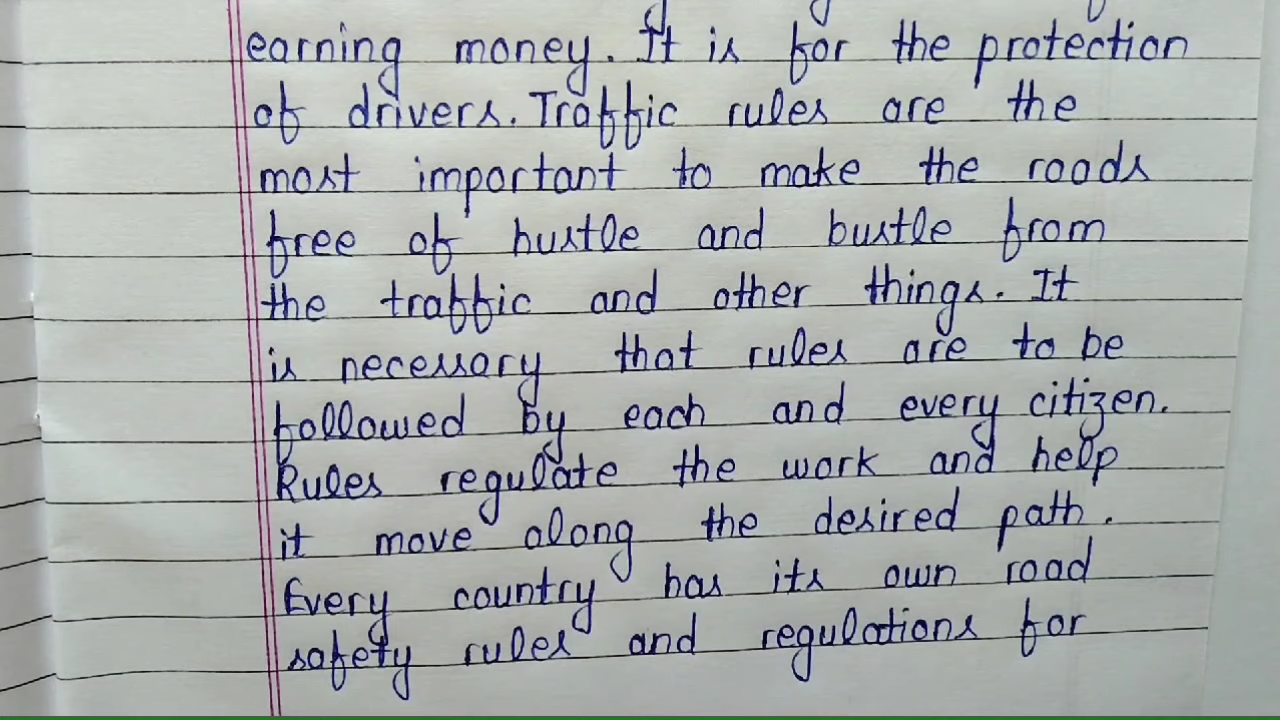 earning money. It is for the protection
of drivers. Traffic rules are the
most important to make the roads
free of hustle and bustle from
the traffic and other things. It
is necessary that rules are to be
followed by each and every citizen.
Rules regulate the work and help
it move along the desired path.
Every country has its own road
safety rules and regulations for